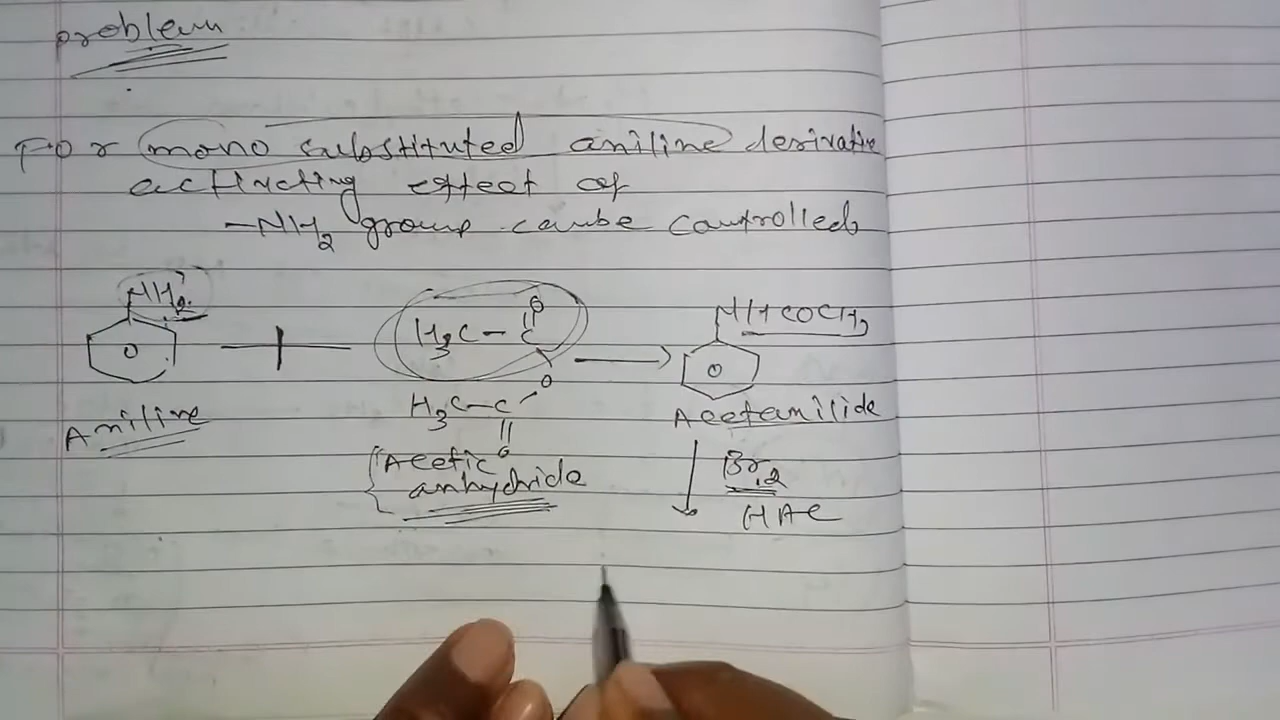 problem
For mono substituted aniline derivative
activating effect of
-NH2 group can be controlled
NH2
O
+
H3C-C
O
O
H3C-C
O
NHCOCH3
O
Aniline
Acetanilide
Acetic
anhydride
Br2
HAC